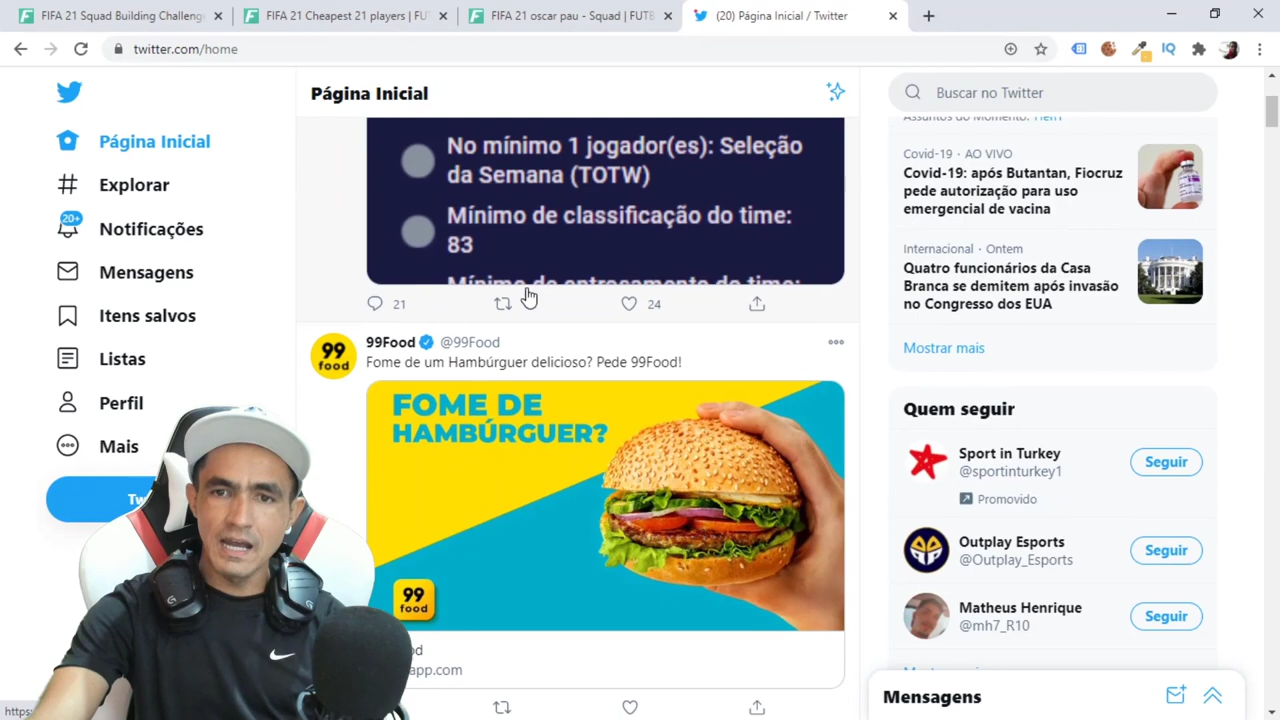 FIFA 21 Squad Building Challenge
FIFA 21 Cheapest 21 players | FUT
FIFA 21 oscar pau - Squad | FUTB
(20) Página Inicial / Twitter
twitter.com/home
IQ
Página Inicial
Explorar
20+
Notificações
Mensagens
Itens salvos
Listas
Perfil
Mais
Página Inicial
No mínimo 1 jogador(es): Seleção
da Semana (TOTW)
Mínimo de classificação do time:
83
Mínimo de entrosamento do time:
21
24
99Food @99Food
Fome de um Hambúrguer delicioso? Pede 99Food!
99
food
FOME DE
HAMBÚRGUER?
99
food
app.com
Buscar no Twitter
Assuntos do Momento:
Covid-19 · AO VIVO
Covid-19: após Butantan, Fiocruz
pede autorização para uso
emergencial de vacina
Internacional · Ontem
Quatro funcionários da Casa
Branca se demitem após invasão
no Congresso dos EUA
Mostrar mais
Quem seguir
Sport in Turkey
@sportinturkey1
Promovido
Seguir
Outplay Esports
@Outplay_Esports
Seguir
Matheus Henrique
@mh7_R10
Seguir
Mensagens